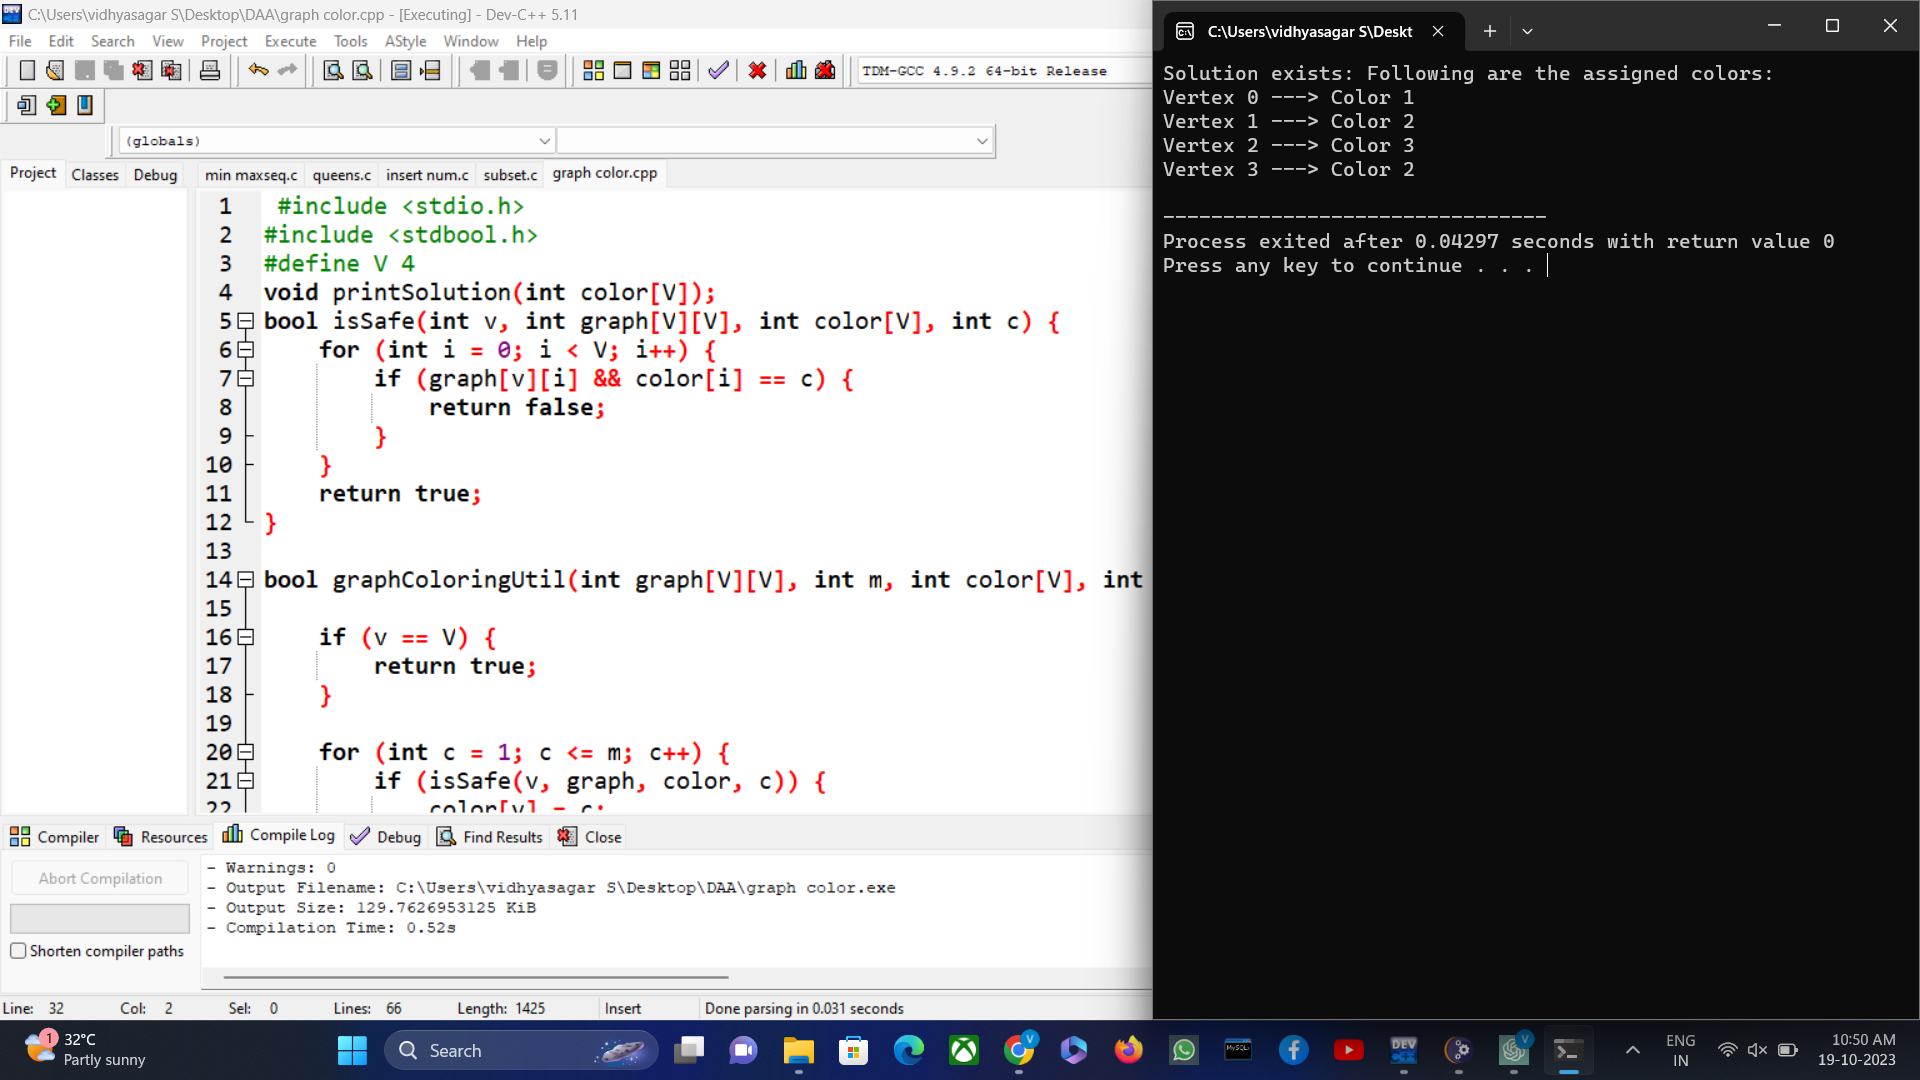 C:\Users\vidhyasagar S\Desktop\DAA\graph color.cpp - [Executing] - Dev-C++ 5.11
File Edit Search View Project Execute Tools AStyle Window Help
TDM-GCC 4.9.2 64-bit Release
(globals)
Project Classes Debug
min maxseq.c queens.c insert num.c subset.c graph color.cpp
1 #include <stdio.h>
2 #include <stdbool.h>
3 #define V 4
4 void printSolution(int color[V]);
5 bool isSafe(int v, int graph[V][V], int color[V], int c) {
6 for (int i = 0; i < V; i++) {
7 if (graph[v][i] && color[i] == c) {
8 return false;
9 }
10 }
11 return true;
12 }
13
14 bool graphColoringUtil(int graph[V][V], int m, int color[V], int
15
16 if (v == V) {
17 return true;
18 }
19
20 for (int c = 1; c <= m; c++) {
21 if (isSafe(v, graph, color, c)) {
22 color[v] = c;
Compiler Resources Compile Log Debug Find Results Close
Abort Compilation
Shorten compiler paths
- Warnings: 0
- Output Filename: C:\Users\vidhyasagar S\Desktop\DAA\graph color.exe
- Output Size: 129.7626953125 KiB
- Compilation Time: 0.52s
Line: 32 Col: 2 Sel: 0 Lines: 66 Length: 1425 Insert Done parsing in 0.031 seconds
C:\Users\vidhyasagar S\Deskt
Solution exists: Following are the assigned colors:
Vertex 0 ---> Color 1
Vertex 1 ---> Color 2
Vertex 2 ---> Color 3
Vertex 3 ---> Color 2
--------------------------------
Process exited after 0.04297 seconds with return value 0
Press any key to continue . . .
1
32°C
Partly sunny
Search
MySQL
DEV
V
V
ENG
IN
10:50 AM
19-10-2023